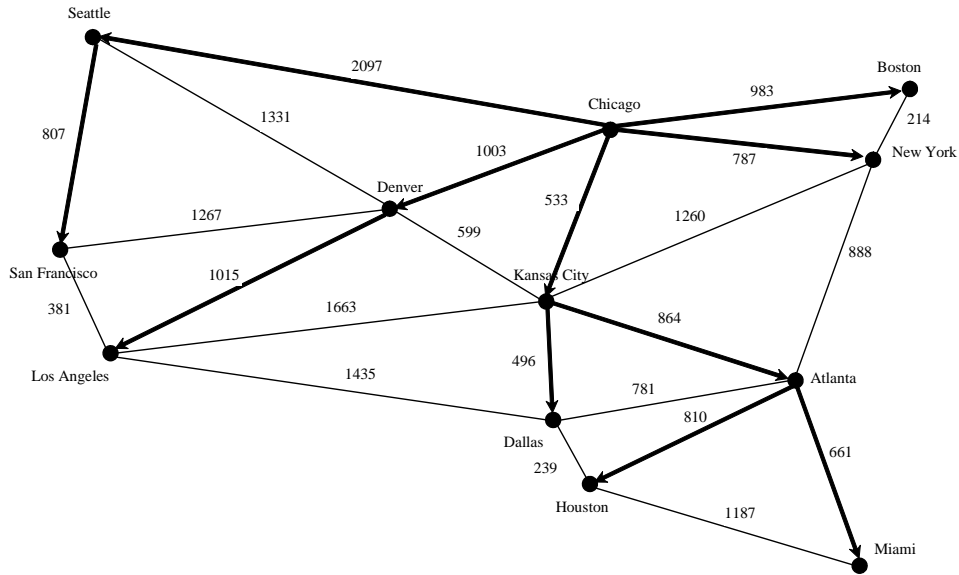 Seattle
2097
Boston
983
Chicago
214
1331
807
787
New York
1003
Denver
533
1260
1267
599
888
San Francisco
1015
Kansas City
381
1663
864
496
1435
Los Angeles
781
Atlanta
810
Dallas
661
239
Houston
1187
Miami